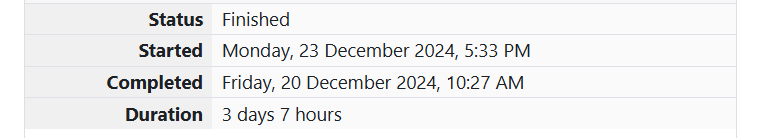 Status Finished
Started Monday, 23 December 2024, 5:33 PM
Completed Friday, 20 December 2024, 10:27 AM
Duration 3 days 7 hours